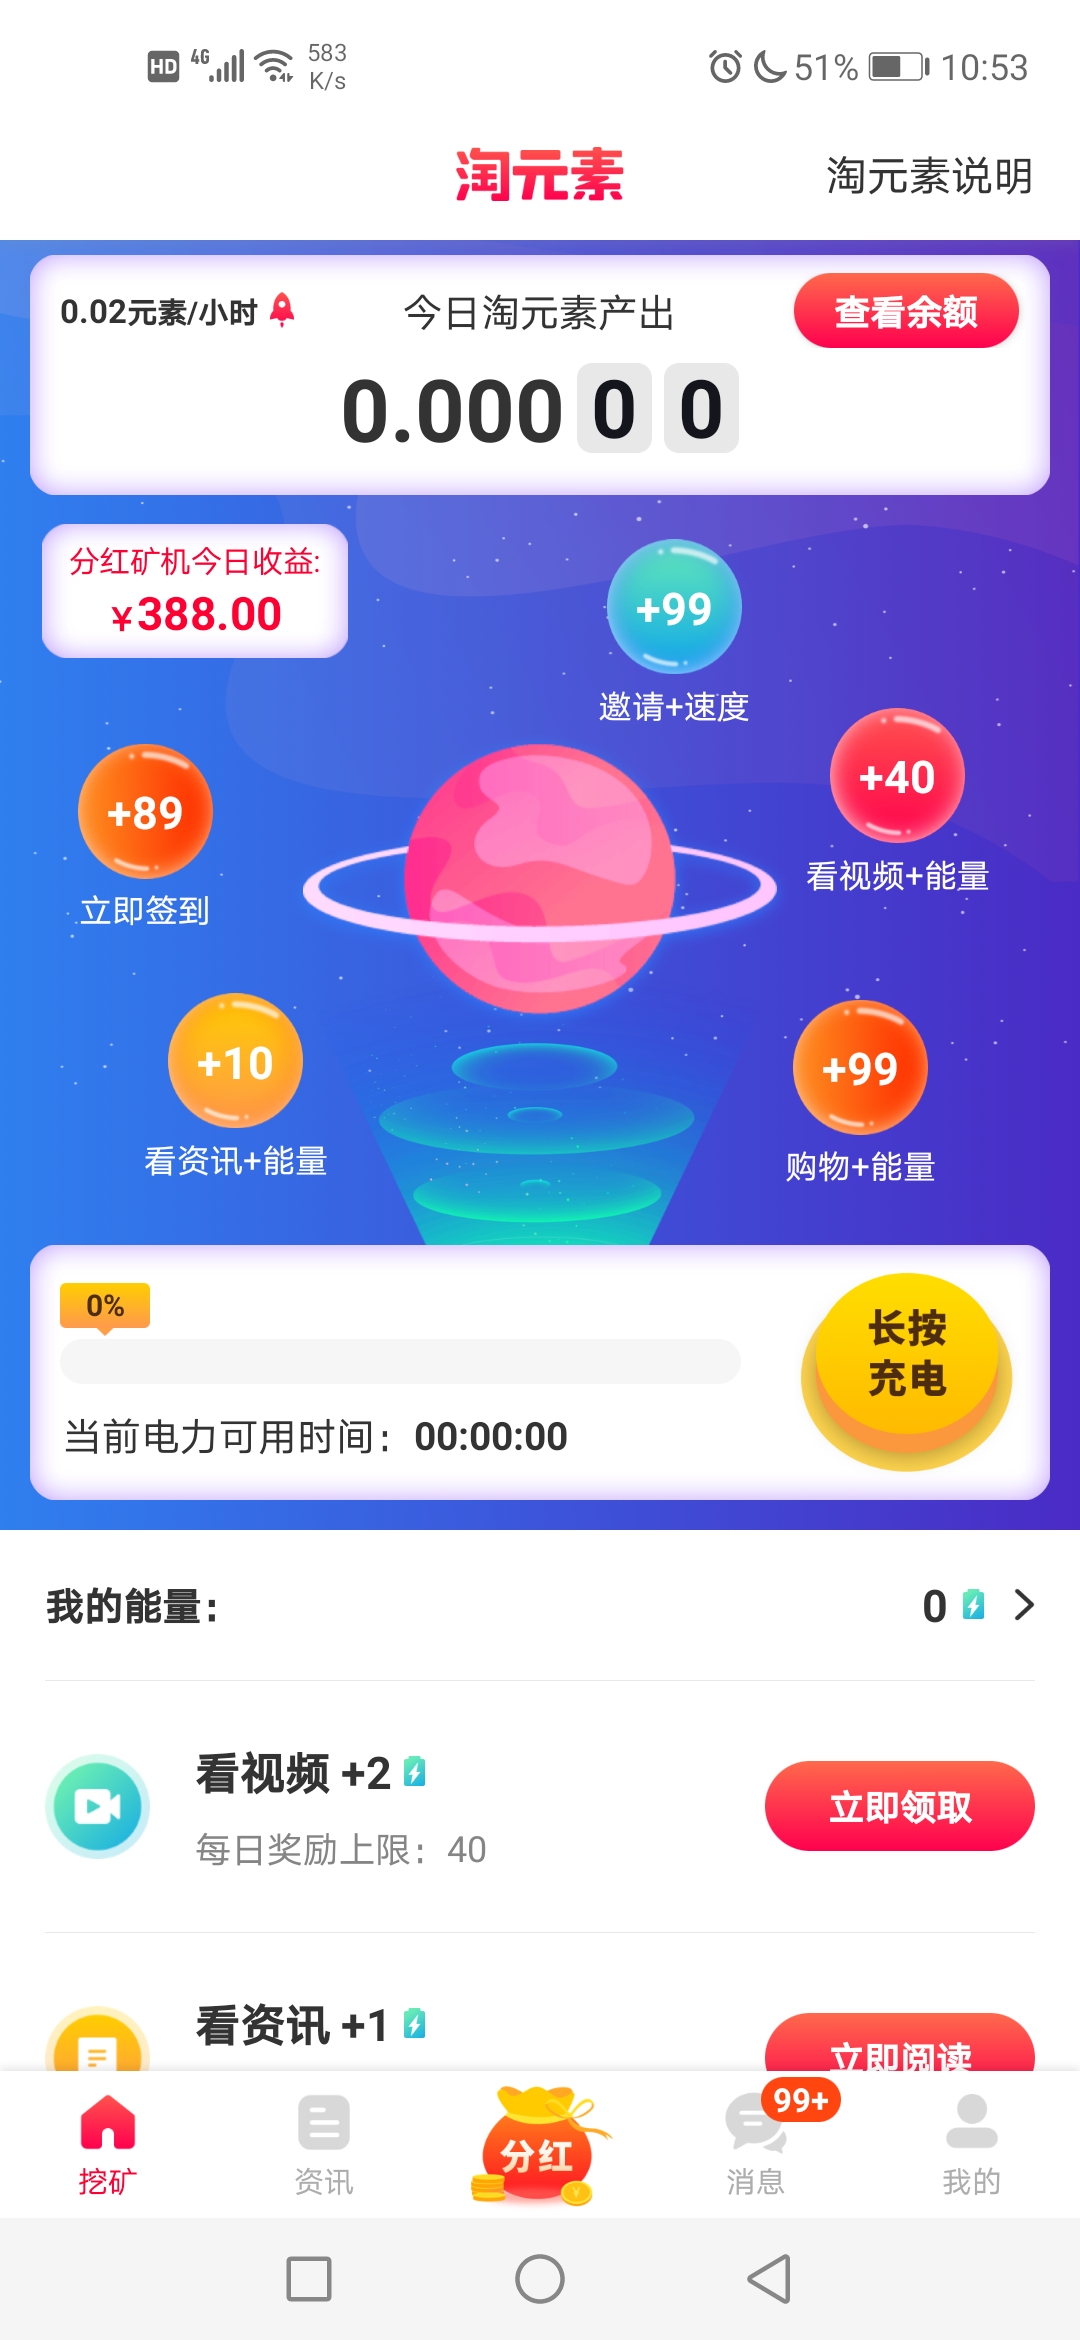 HD 4G 583 K/s 51% 10:53
淘元素
淘元素说明
0.02元素/小时
今日淘元素产出
查看余额
0.00000
分红矿机今日收益:
¥388.00
+99
邀请+速度
+40
看视频+能量
+89
立即签到
+10
看资讯+能量
+99
购物+能量
0%
长按
充电
当前电力可用时间：00:00:00
我的能量：
0
看视频 +2
每日奖励上限：40
立即领取
看资讯 +1
立即阅读
挖矿
资讯
分红
99+
消息
我的